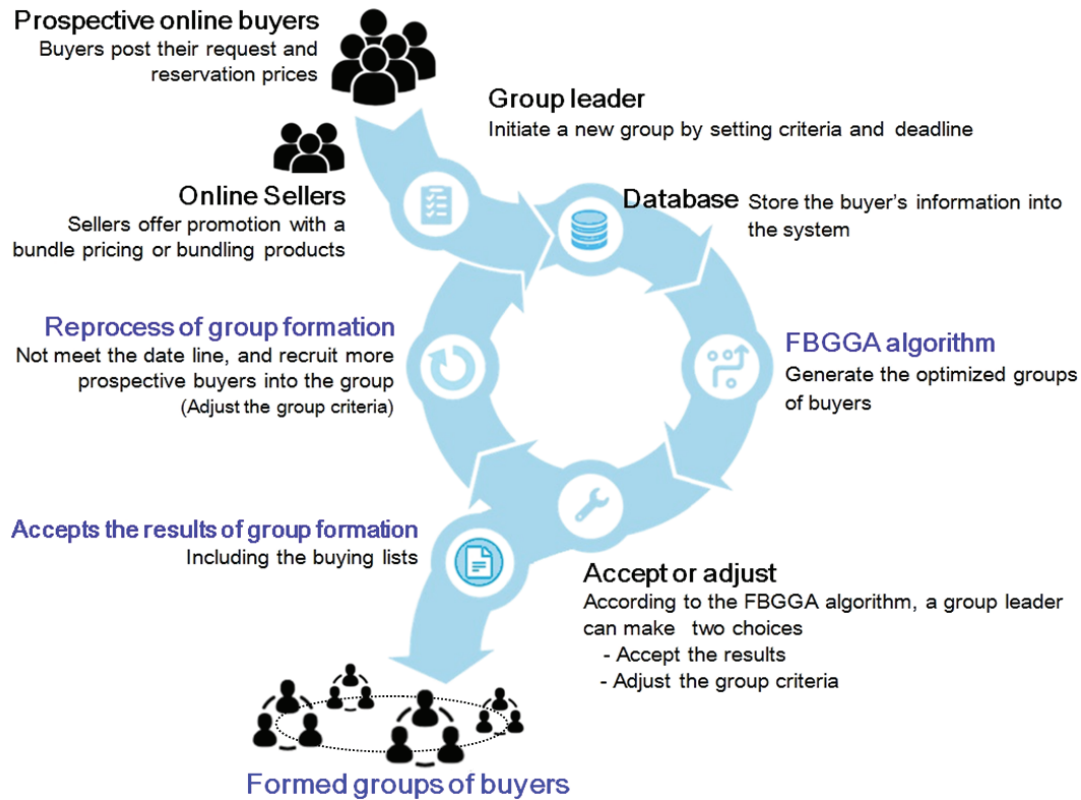 Prospective online buyers
Buyers post their request and
reservation prices
Group leader
Initiate a new group by setting criteria and deadline
Online Sellers
Sellers offer promotion with a
bundle pricing or bundling products
Database Store the buyer's information into
the system
Reprocess of group formation
Not meet the date line, and recruit more
prospective buyers into the group
(Adjust the group criteria)
FBGGA algorithm
Generate the optimized groups
of buyers
Accepts the results of group formation
Including the buying lists
Accept or adjust
According to the FBGGA algorithm, a group leader
can make two choices
- Accept the results
- Adjust the group criteria
Formed groups of buyers